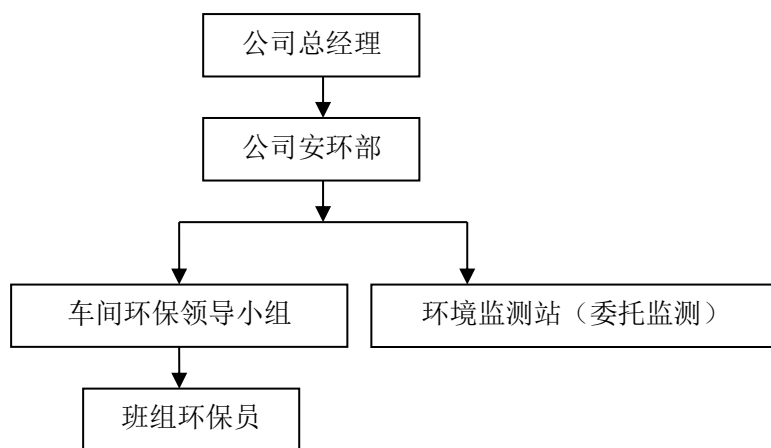 公司总经理
公司安环部
车间环保领导小组
环境监测站（委托监测）
班组环保员